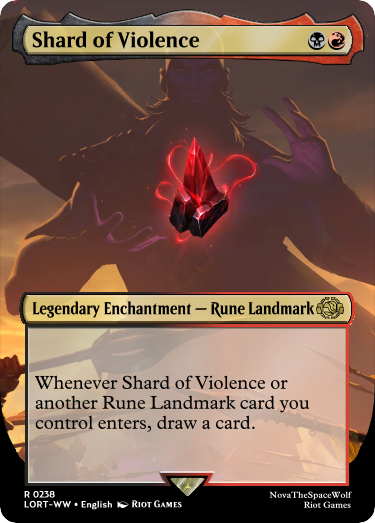 Shard of Violence
Legendary Enchantment — Rune Landmark
Whenever Shard of Violence or
another Rune Landmark card you
control enters, draw a card.
R 0238
LORT-WW • English Riot Games
NovaTheSpaceWolf
Riot Games